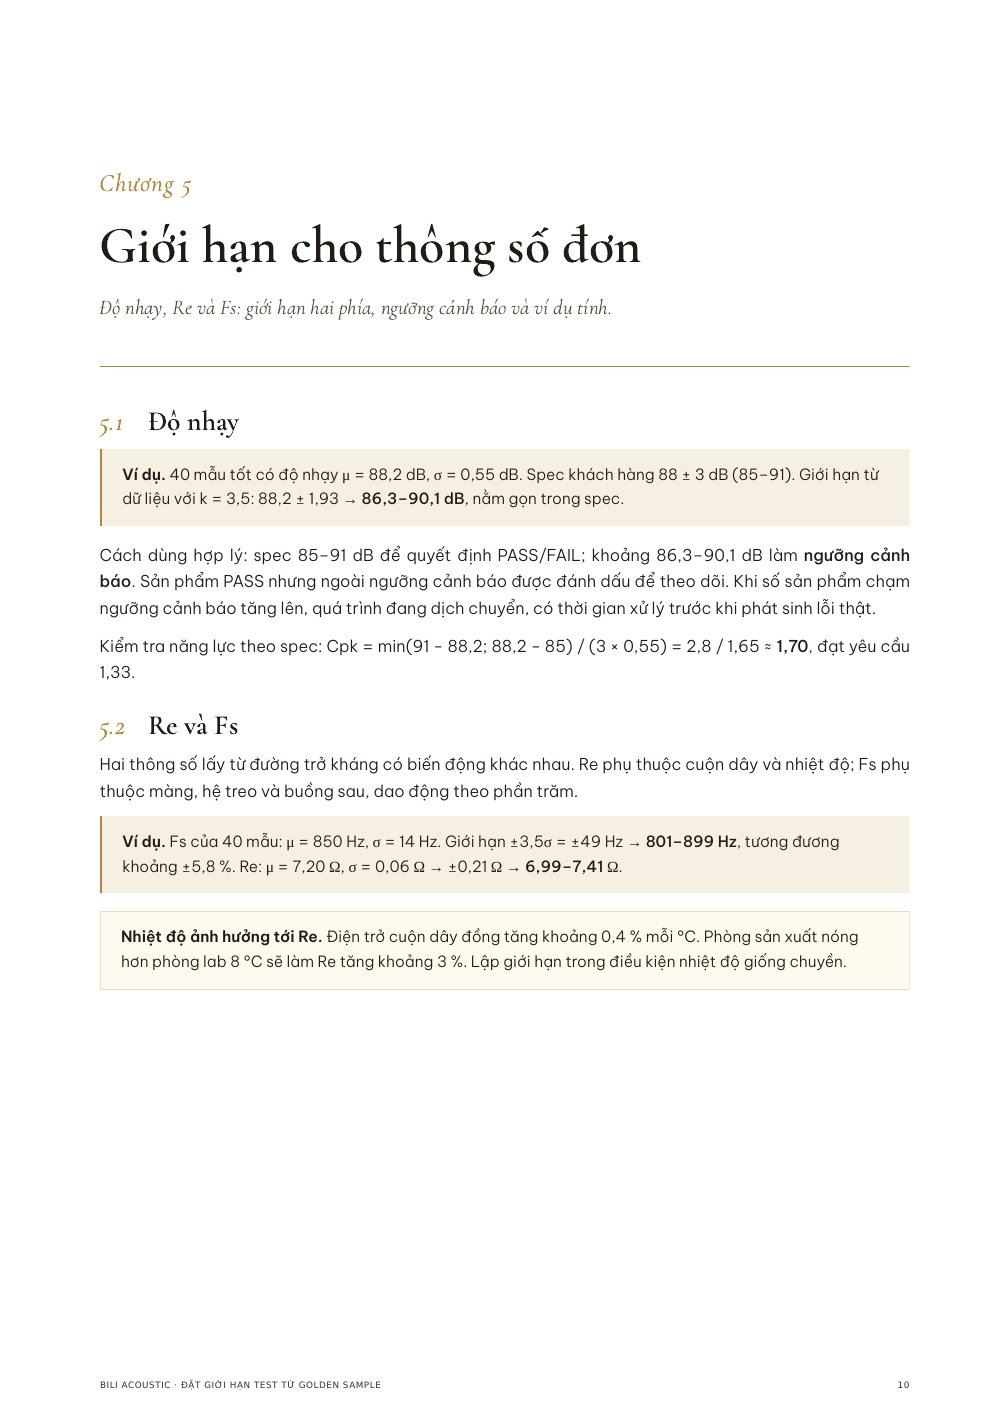 Chương 5
Giới hạn cho thông số đơn
Độ nhạy, Re và Fs: giới hạn hai phía, ngưỡng cảnh báo và ví dụ tính.
5.1 Độ nhạy
Ví dụ. 40 mẫu tốt có độ nhạy μ = 88,2 dB, σ = 0,55 dB. Spec khách hàng 88 ± 3 dB (85–91). Giới hạn từ
dữ liệu với k = 3,5: 88,2 ± 1,93 → 86,3–90,1 dB, nằm gọn trong spec.
Cách dùng hợp lý: spec 85–91 dB để quyết định PASS/FAIL; khoảng 86,3–90,1 dB làm ngưỡng cảnh
báo. Sản phẩm PASS nhưng ngoài ngưỡng cảnh báo được đánh dấu để theo dõi. Khi số sản phẩm chạm
ngưỡng cảnh báo tăng lên, quá trình đang dịch chuyển, có thời gian xử lý trước khi phát sinh lỗi thật.
Kiểm tra năng lực theo spec: Cpk = min(91 − 88,2; 88,2 − 85) / (3 × 0,55) = 2,8 / 1,65 ≈ 1,70, đạt yêu cầu
1,33.
5.2 Re và Fs
Hai thông số lấy từ đường trở kháng có biến động khác nhau. Re phụ thuộc cuộn dây và nhiệt độ; Fs phụ
thuộc màng, hệ treo và buồng sau, dao động theo phần trăm.
Ví dụ. Fs của 40 mẫu: μ = 850 Hz, σ = 14 Hz. Giới hạn ±3,5σ = ±49 Hz → 801–899 Hz, tương đương
khoảng ±5,8 %. Re: μ = 7,20 Ω, σ = 0,06 Ω → ±0,21 Ω → 6,99–7,41 Ω.
Nhiệt độ ảnh hưởng tới Re. Điện trở cuộn dây đồng tăng khoảng 0,4 % mỗi °C. Phòng sản xuất nóng
hơn phòng lab 8 °C sẽ làm Re tăng khoảng 3 %. Lập giới hạn trong điều kiện nhiệt độ giống chuyền.
BILI ACOUSTIC · ĐẶT GIỚI HẠN TEST TỪ GOLDEN SAMPLE 10